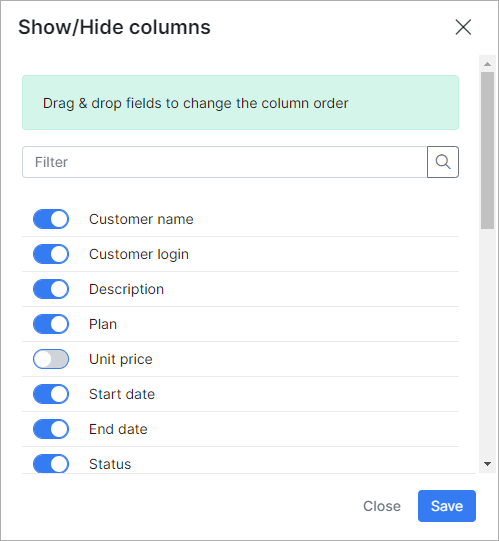 Show/Hide columns
Drag & drop fields to change the column order
Filter
Customer name
Customer login
Description
Plan
Unit price
Start date
End date
Status
Close Save